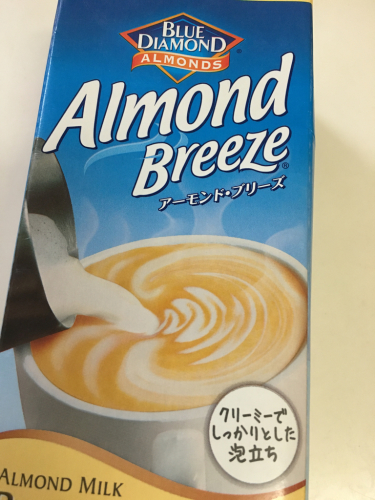 BLUE
DIAMOND
ALMONDS
Almond
Breeze®
アーモンド・ブリーズ
クリーミーで
しっかりとした
泡立ち
ALMOND MILK